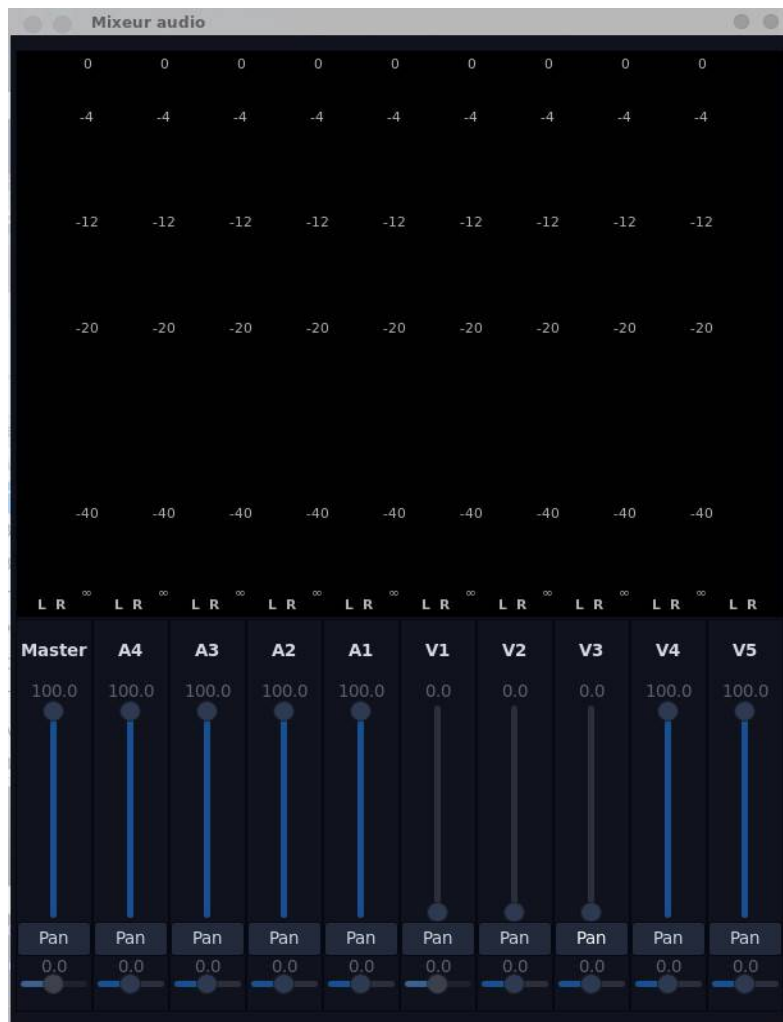 Mixeur audio
0 0 0 0 0 0 0 0 0
-4 -4 -4 -4 -4 -4 -4 -4 -4
-12 -12 -12 -12 -12 -12 -12 -12 -12
-20 -20 -20 -20 -20 -20 -20 -20 -20
-40 -40 -40 -40 -40 -40 -40 -40 -40
∞ ∞ ∞ ∞ ∞ ∞ ∞ ∞ ∞
L R L R L R L R L R L R L R L R L R L R
Master A4 A3 A2 A1 V1 V2 V3 V4 V5
100.0 100.0 100.0 100.0 100.0 0.0 0.0 0.0 100.0 100.0
Pan Pan Pan Pan Pan Pan Pan Pan Pan Pan
0.0 0.0 0.0 0.0 0.0 0.0 0.0 0.0 0.0 0.0